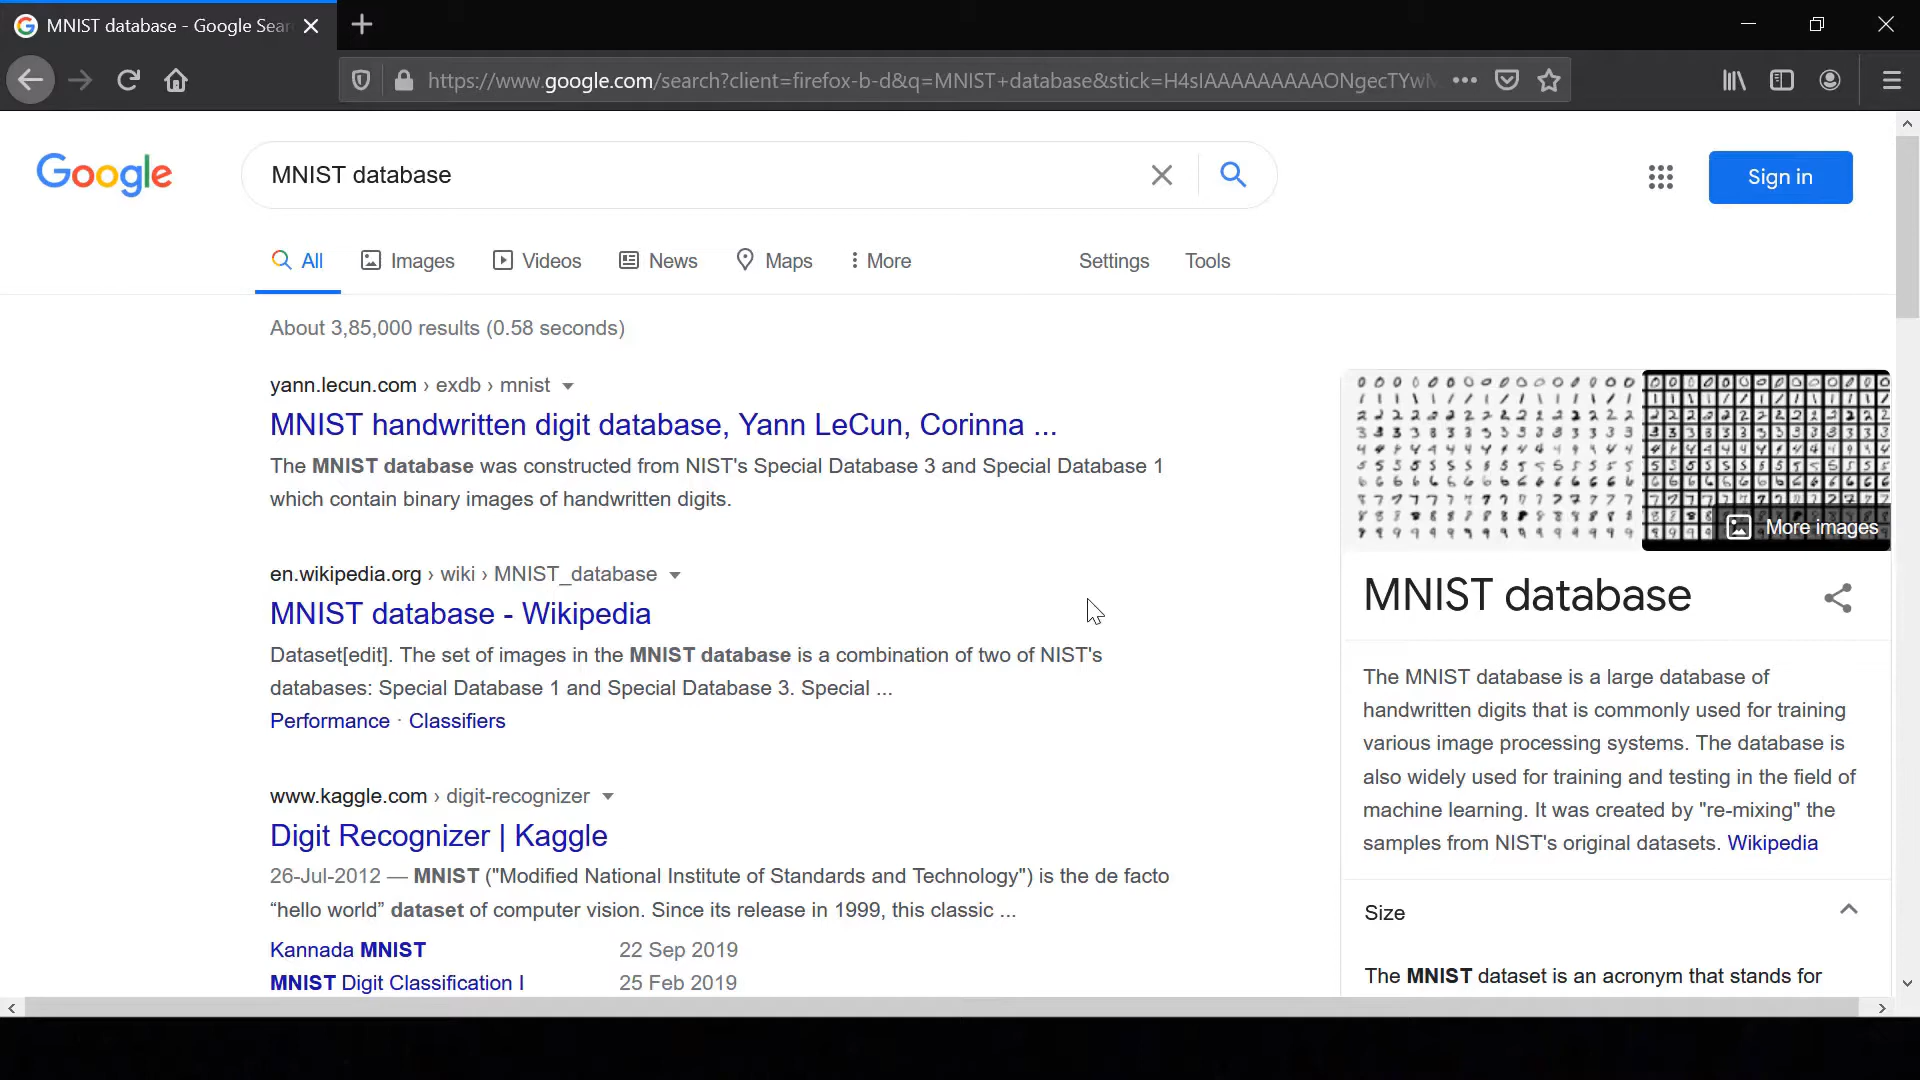 MNIST database - Google Sear
https://www.google.com/search?client=firefox-b-d&q=MNIST+database&stick=H4sIAAAAAAAAAONgecTYwM
Google
MNIST database
Sign in
All Images Videos News Maps More Settings Tools
About 3,85,000 results (0.58 seconds)
yann.lecun.com › exdb › mnist
MNIST handwritten digit database, Yann LeCun, Corinna ...
The MNIST database was constructed from NIST's Special Database 3 and Special Database 1
which contain binary images of handwritten digits.
en.wikipedia.org › wiki › MNIST_database
MNIST database - Wikipedia
Dataset[edit]. The set of images in the MNIST database is a combination of two of NIST's
databases: Special Database 1 and Special Database 3. Special ...
Performance · Classifiers
www.kaggle.com › digit-recognizer
Digit Recognizer | Kaggle
26-Jul-2012 — MNIST ("Modified National Institute of Standards and Technology") is the de facto
“hello world” dataset of computer vision. Since its release in 1999, this classic ...
Kannada MNIST 22 Sep 2019
MNIST Digit Classification I 25 Feb 2019
More images
MNIST database
The MNIST database is a large database of
handwritten digits that is commonly used for training
various image processing systems. The database is
also widely used for training and testing in the field of
machine learning. It was created by "re-mixing" the
samples from NIST's original datasets. Wikipedia
Size
The MNIST dataset is an acronym that stands for